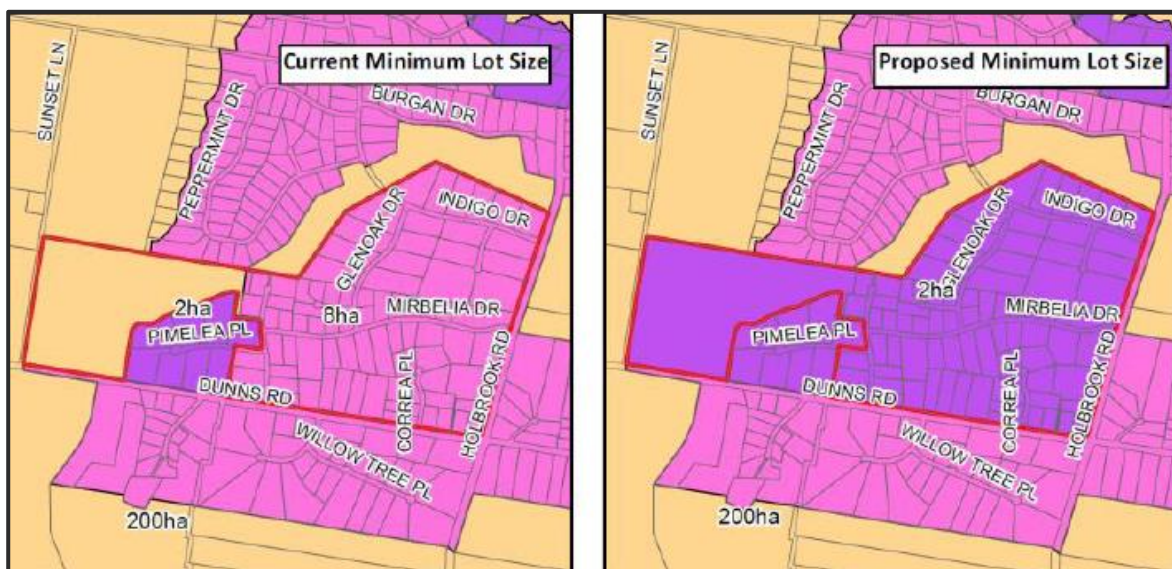 Current Minimum Lot Size
SUNSET LN
PEPPERMINT DR
BURGAN DR
INDIGO DR
GLENOAK DR
2ha
8ha
MIRBELIA DR
PIMELEA PL
DUNNS RD
CORREA PL
HOLBROOK RD
WILLOW TREE PL
200ha
Proposed Minimum Lot Size
SUNSET LN
PEPPERMINT DR
BURGAN DR
INDIGO DR
GLENOAK DR
2ha
MIRBELIA DR
PIMELEA PL
DUNNS RD
CORREA PL
HOLBROOK RD
WILLOW TREE PL
200ha